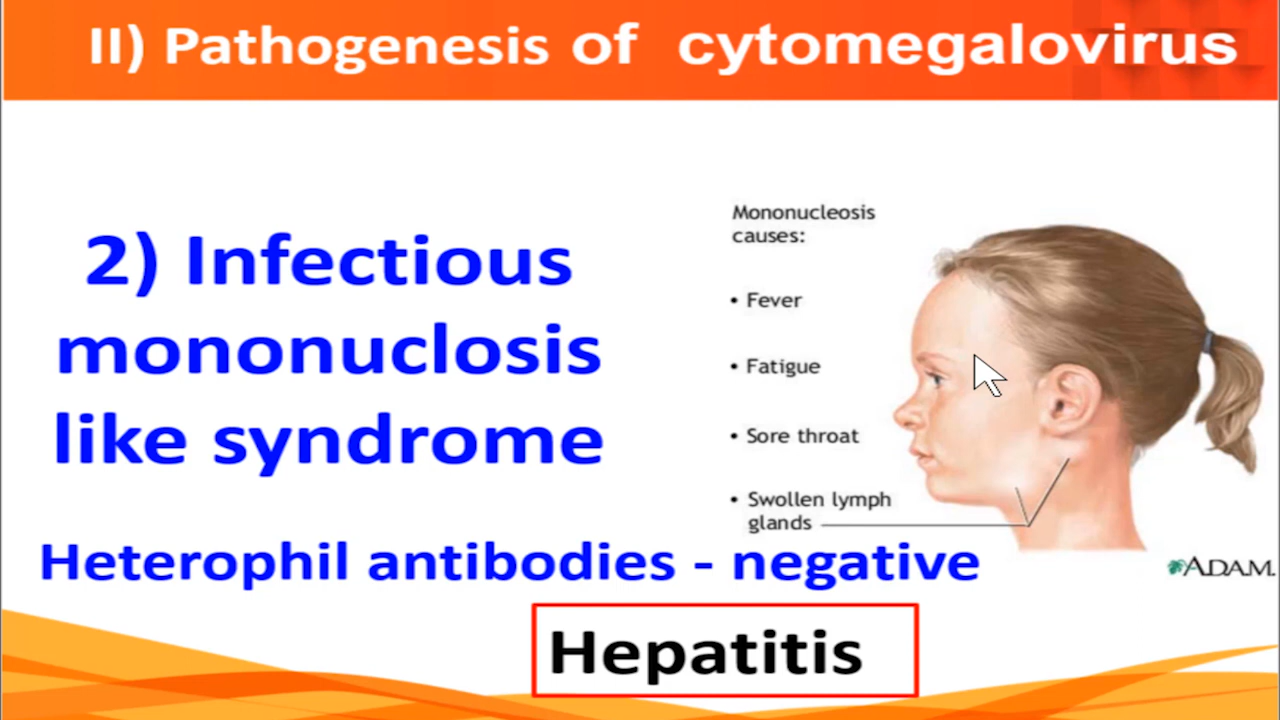 II) Pathogenesis of cytomegalovirus
2) Infectious
mononuclosis
like syndrome
Mononucleosis
causes:
• Fever
• Fatigue
• Sore throat
• Swollen lymph
glands
Heterophil antibodies - negative
ADAM.
Hepatitis